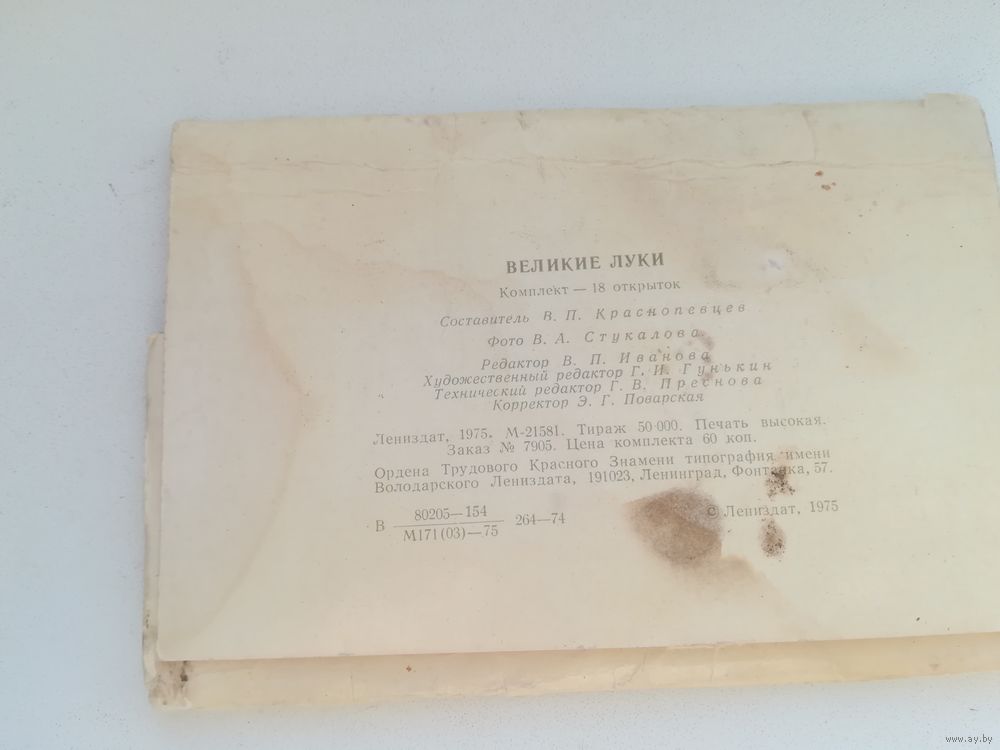 ВЕЛИКИЕ ЛУКИ
Комплект — 18 открыток
Составитель В. П. Краснопевцев
Фото В. А. Стукалова
Редактор В. П. Иванова
Художественный редактор Г. И. Гунькин
Технический редактор Г. В. Преснова
Корректор Э. Г. Поварская
Лениздат, 1975. М-21581. Тираж 50 000. Печать высокая.
Заказ № 7905. Цена комплекта 60 коп.
Ордена Трудового Красного Знамени типография имени
Володарского Лениздата, 191023, Ленинград, Фонтанка, 57.
В 80205—154
М171(03)—75 264—74
© Лениздат, 1975
www.ay.by